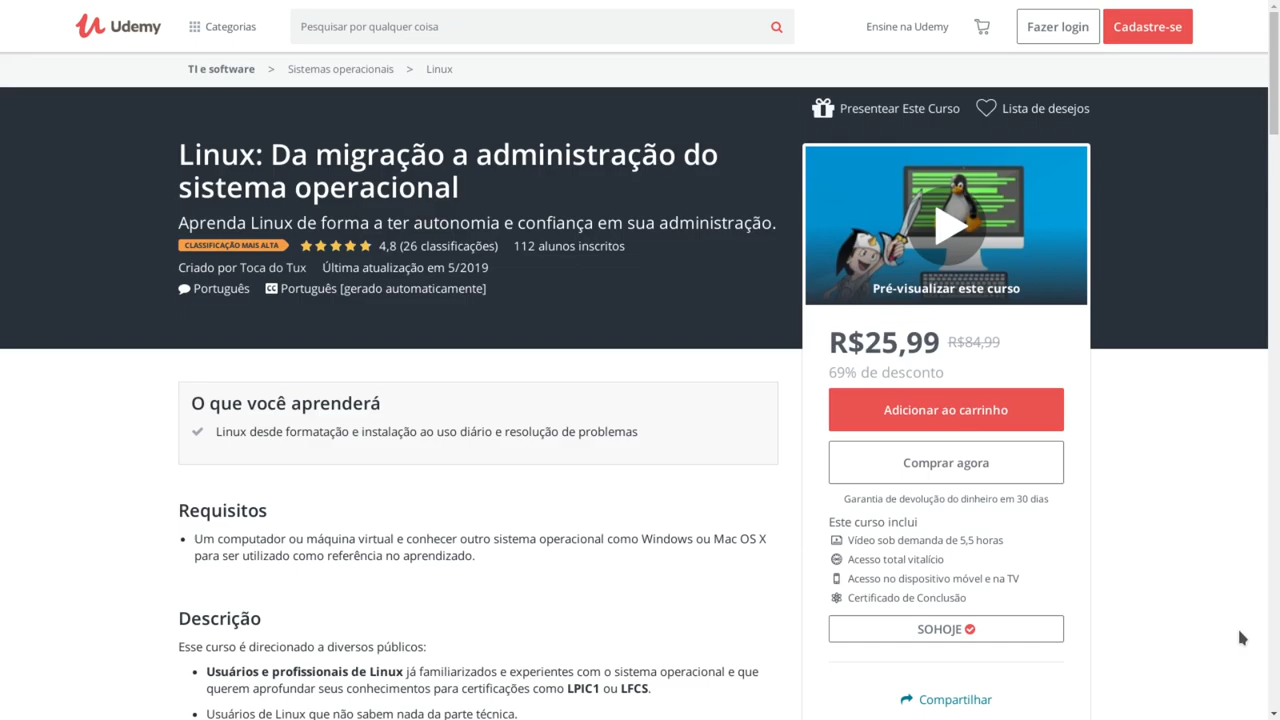 Udemy
Categorias
Pesquisar por qualquer coisa
Ensine na Udemy
Fazer login
Cadastre-se
TI e software > Sistemas operacionais > Linux
Presentear Este Curso
Lista de desejos
Linux: Da migração a administração do
sistema operacional
Aprenda Linux de forma a ter autonomia e confiança em sua administração.
CLASSIFICAÇÃO MAIS ALTA 4,8 (26 classificações) 112 alunos inscritos
Criado por Toca do Tux Última atualização em 5/2019
Português CC Português [gerado automaticamente]
Pré-visualizar este curso
R$25,99 R$84,99
69% de desconto
Adicionar ao carrinho
Comprar agora
Garantia de devolução do dinheiro em 30 dias
Este curso inclui
Vídeo sob demanda de 5,5 horas
Acesso total vitalício
Acesso no dispositivo móvel e na TV
Certificado de Conclusão
SOHOJE
Compartilhar
O que você aprenderá
Linux desde formatação e instalação ao uso diário e resolução de problemas
Requisitos
• Um computador ou máquina virtual e conhecer outro sistema operacional como Windows ou Mac OS X
para ser utilizado como referência no aprendizado.
Descrição
Esse curso é direcionado a diversos públicos:
• Usuários e profissionais de Linux já familiarizados e experientes com o sistema operacional e que
querem aprofundar seus conhecimentos para certificações como LPIC1 ou LFCS.
• Usuários de Linux que não sabem nada da parte técnica.